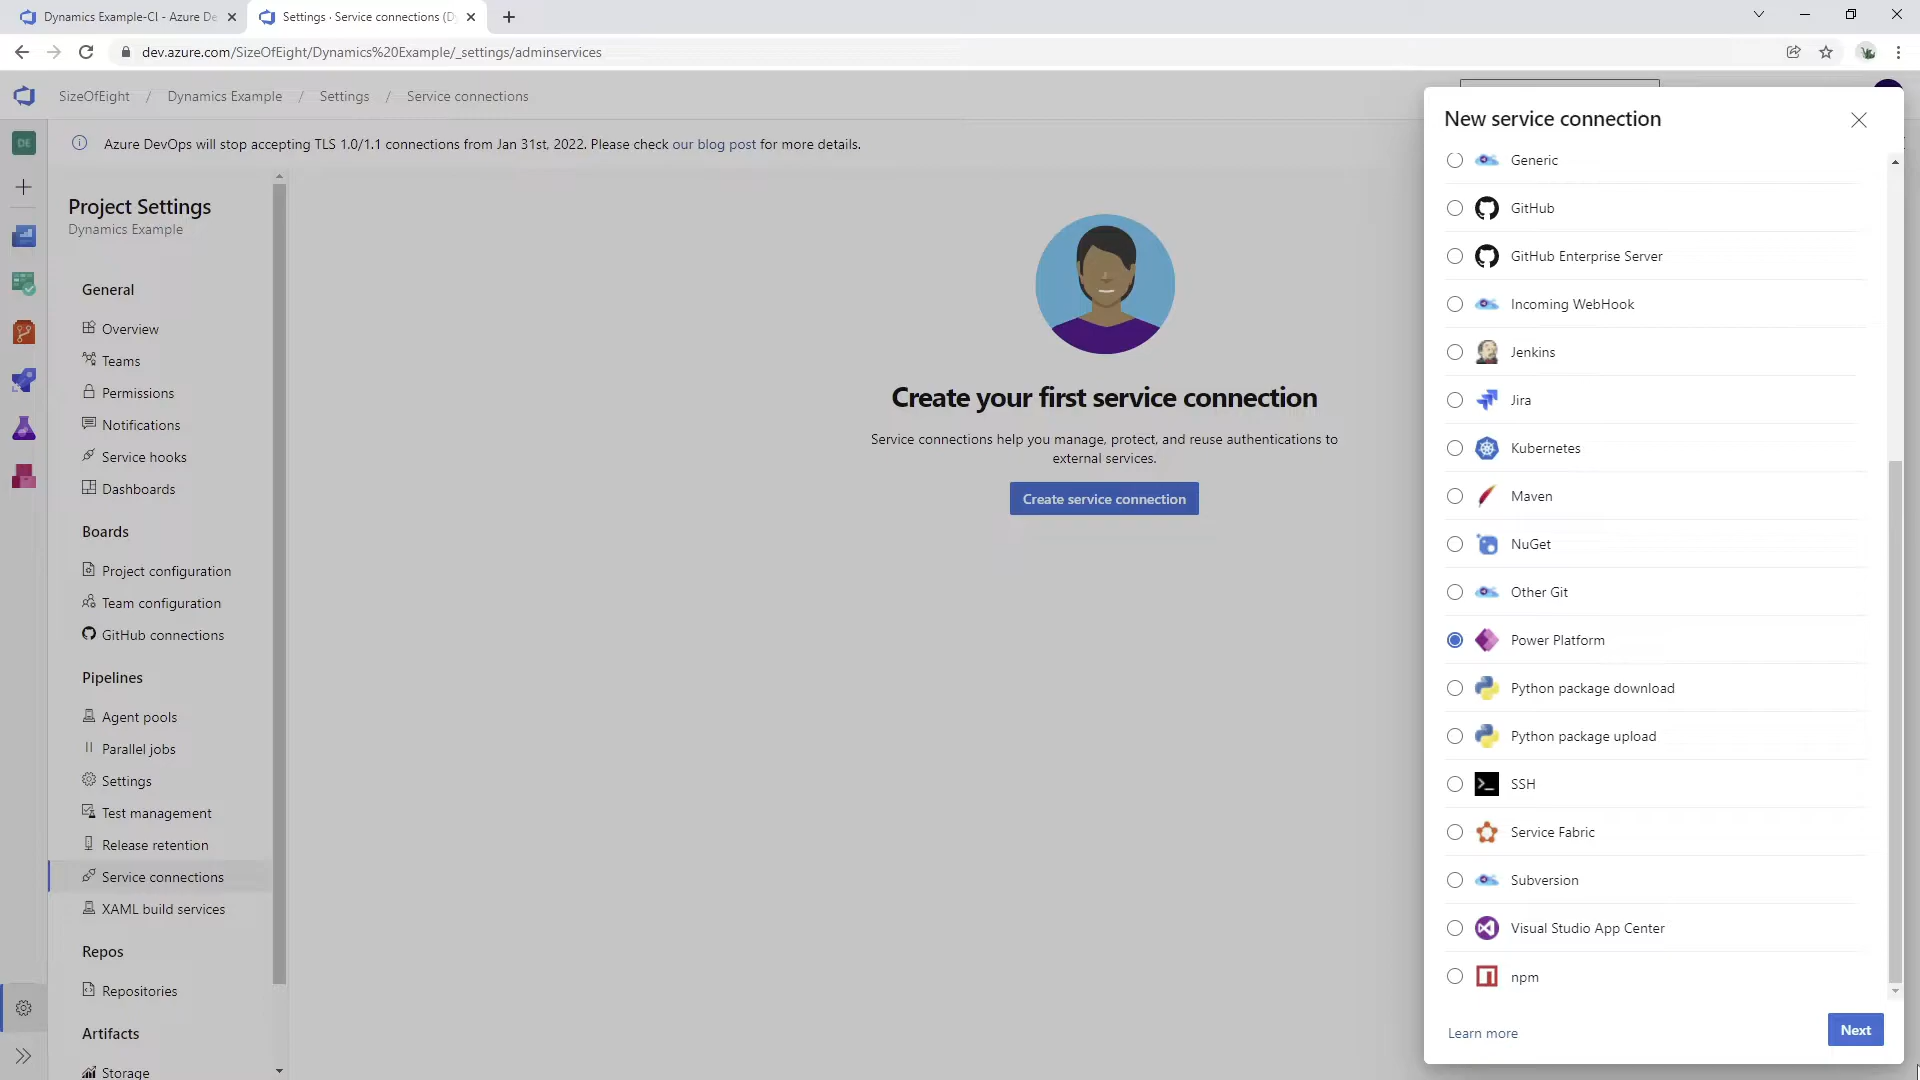 Dynamics Example-CI - Azure De
Settings · Service connections (D
dev.azure.com/SizeOfEight/Dynamics%20Example/_settings/adminservices
SizeOfEight / Dynamics Example / Settings / Service connections
DE
Azure DevOps will stop accepting TLS 1.0/1.1 connections from Jan 31st, 2022. Please check our blog post for more details.
Project Settings
Dynamics Example
General
Overview
Teams
Permissions
Notifications
Service hooks
Dashboards
Boards
Project configuration
Team configuration
GitHub connections
Pipelines
Agent pools
Parallel jobs
Settings
Test management
Release retention
Service connections
XAML build services
Repos
Repositories
Artifacts
Storage
Create your first service connection
Service connections help you manage, protect, and reuse authentications to
external services.
Create service connection
New service connection
Generic
GitHub
GitHub Enterprise Server
Incoming WebHook
Jenkins
Jira
Kubernetes
Maven
NuGet
Other Git
Power Platform
Python package download
Python package upload
SSH
Service Fabric
Subversion
Visual Studio App Center
npm
Learn more
Next